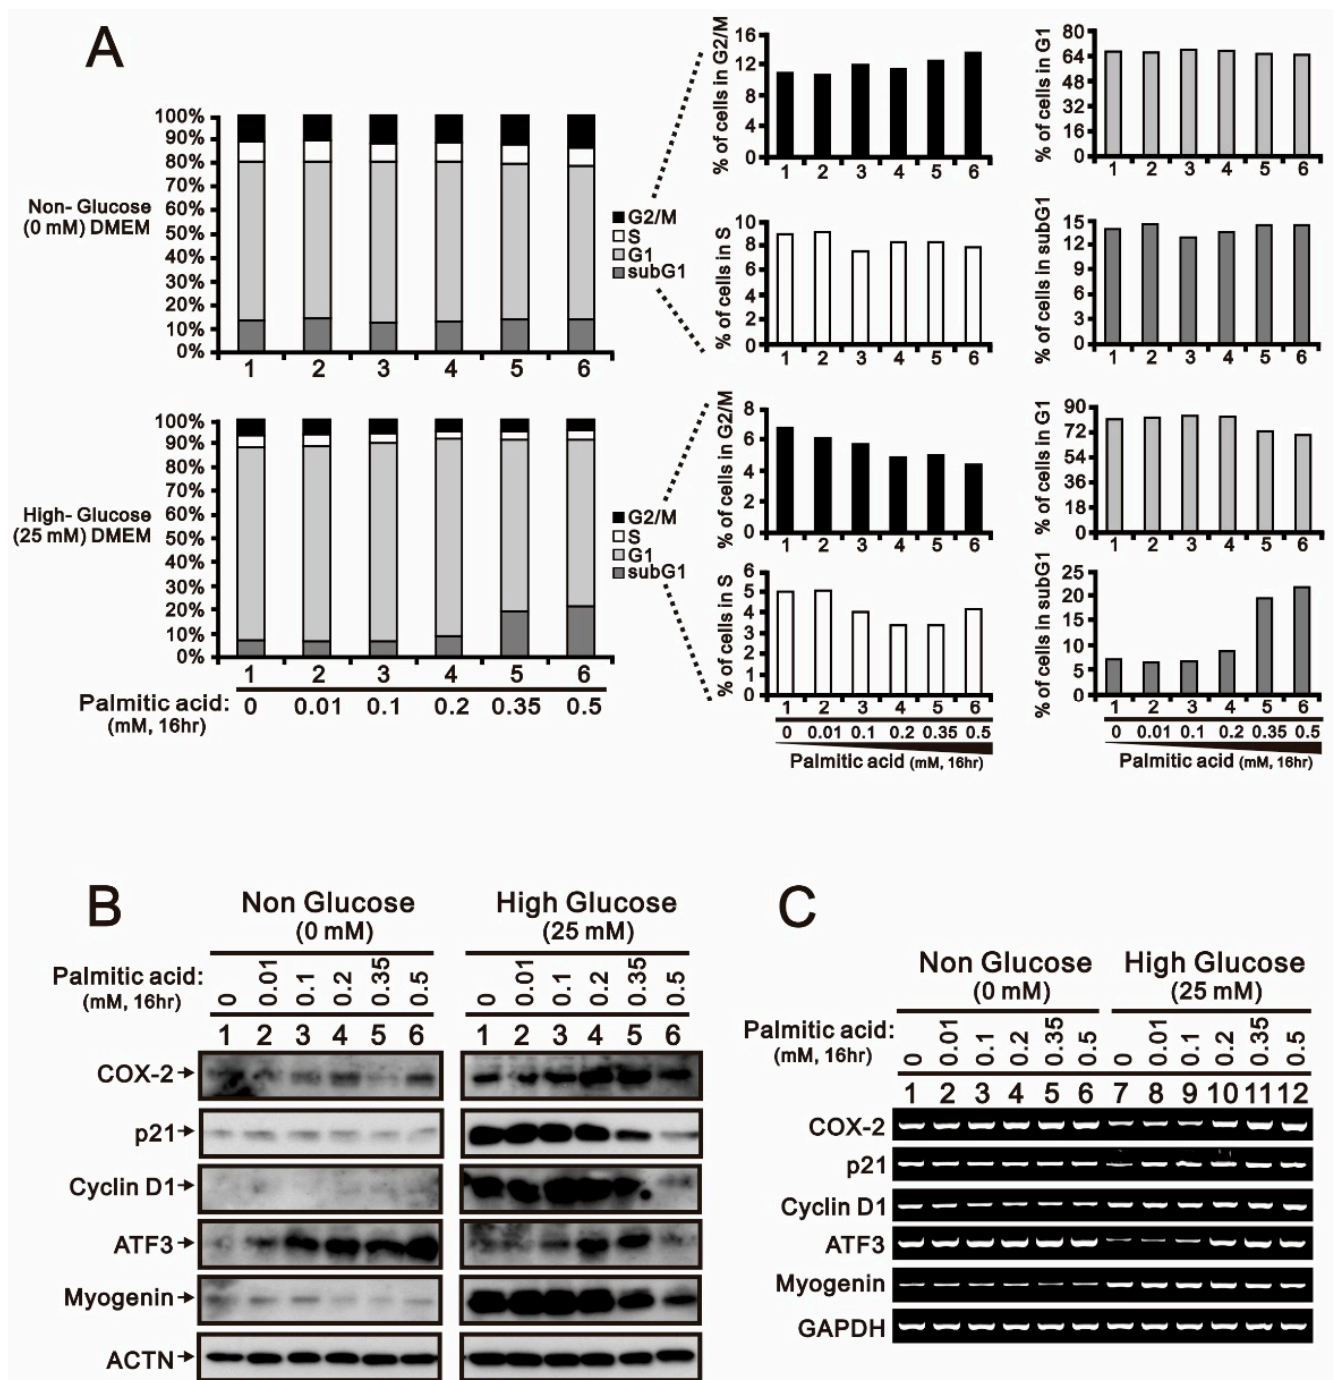 A
Non- Glucose
(0 mM) DMEM
100%
90%
80%
70%
60%
50%
40%
30%
20%
10%
0%
1 2 3 4 5 6
G2/M
S
G1
subG1
% of cells in G2/M
16
12
8
4
0
1 2 3 4 5 6
% of cells in G1
80
64
48
32
16
0
1 2 3 4 5 6
% of cells in S
10
8
6
4
2
0
1 2 3 4 5 6
% of cells in subG1
15
12
9
6
3
0
1 2 3 4 5 6
High- Glucose
(25 mM) DMEM
100%
90%
80%
70%
60%
50%
40%
30%
20%
10%
0%
1 2 3 4 5 6
Palmitic acid: 0 0.01 0.1 0.2 0.35 0.5
(mM, 16hr)
G2/M
S
G1
subG1
% of cells in G2/M
8
6
4
2
0
1 2 3 4 5 6
% of cells in G1
90
72
54
36
18
0
1 2 3 4 5 6
% of cells in S
6
5
4
3
2
1
0
1 2 3 4 5 6
0 0.01 0.1 0.2 0.35 0.5
Palmitic acid (mM, 16hr)
% of cells in subG1
25
20
15
10
5
0
1 2 3 4 5 6
0 0.01 0.1 0.2 0.35 0.5
Palmitic acid (mM, 16hr)
B
Non Glucose
(0 mM)
High Glucose
(25 mM)
Palmitic acid: 0 0.01 0.1 0.2 0.35 0.5 0 0.01 0.1 0.2 0.35 0.5
(mM, 16hr)
1 2 3 4 5 6 1 2 3 4 5 6
COX-2
p21
Cyclin D1
ATF3
Myogenin
ACTN
C
Non Glucose
(0 mM)
High Glucose
(25 mM)
Palmitic acid: 0 0.01 0.1 0.2 0.35 0.5 0 0.01 0.1 0.2 0.35 0.5
(mM, 16hr)
1 2 3 4 5 6 7 8 9 10 11 12
COX-2
p21
Cyclin D1
ATF3
Myogenin
GAPDH